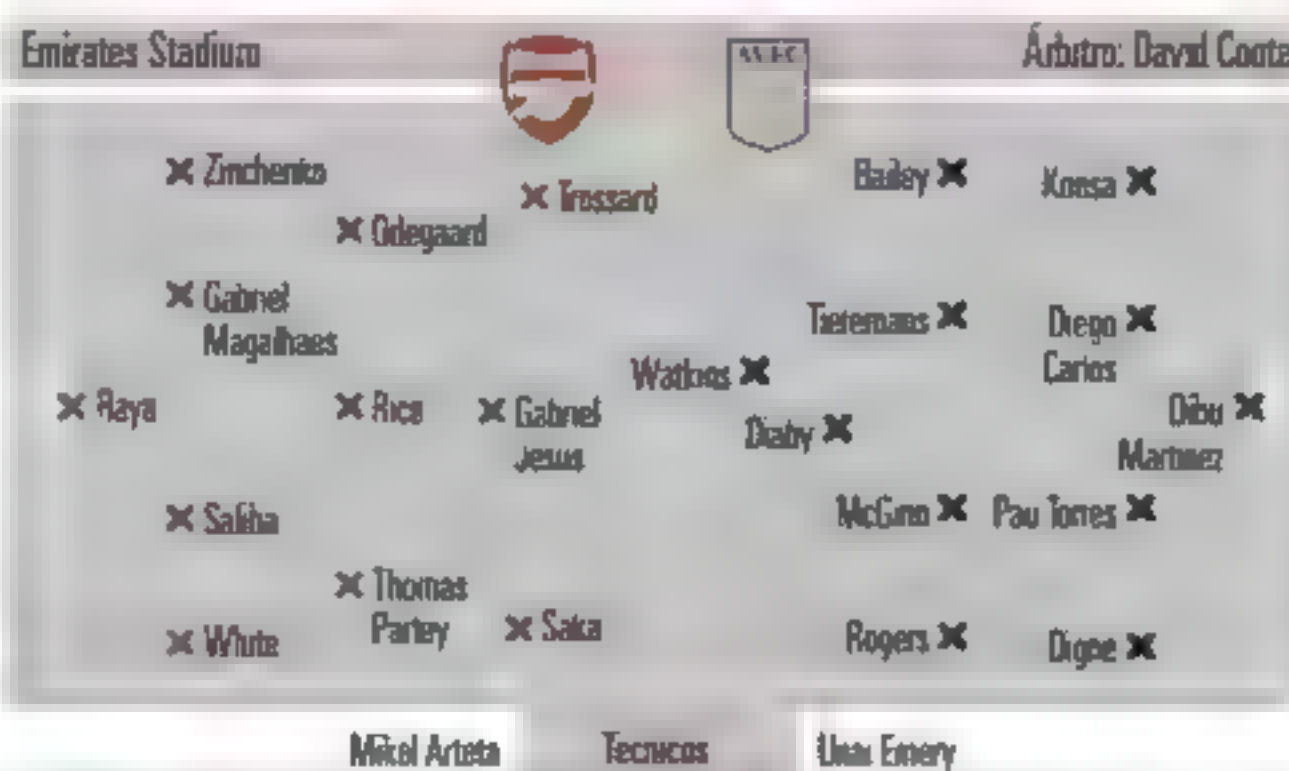 Emirates Stadium
Árbitro: David Coote
Zinchenko
Trossard
Bailey
Konsa
Odegaard
Gabriel
Magalhaes
Tielemans
Diego
Carlos
Watkins
Raya
Rice
Gabriel
Jesus
Diaby
Dibu
Martinez
Saliba
McGinn
Pau Torres
Thomas
Partey
White
Saka
Rogers
Digne
Mikel Arteta
Tecnicos
Unai Emery